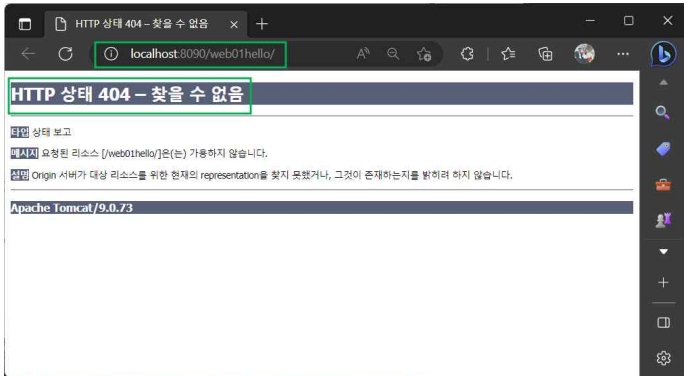 HTTP 상태 404 – 찾을 수 없음
localhost:8090/web01hello/
HTTP 상태 404 – 찾을 수 없음
타입 상태 보고
메시지 요청된 리소스 [/web01hello/]은(는) 가용하지 않습니다.
설명 Origin 서버가 대상 리소스를 위한 현재의 representation을 찾지 못했거나, 그것이 존재하는지를 밝히려 하지 않습니다.
Apache Tomcat/9.0.73